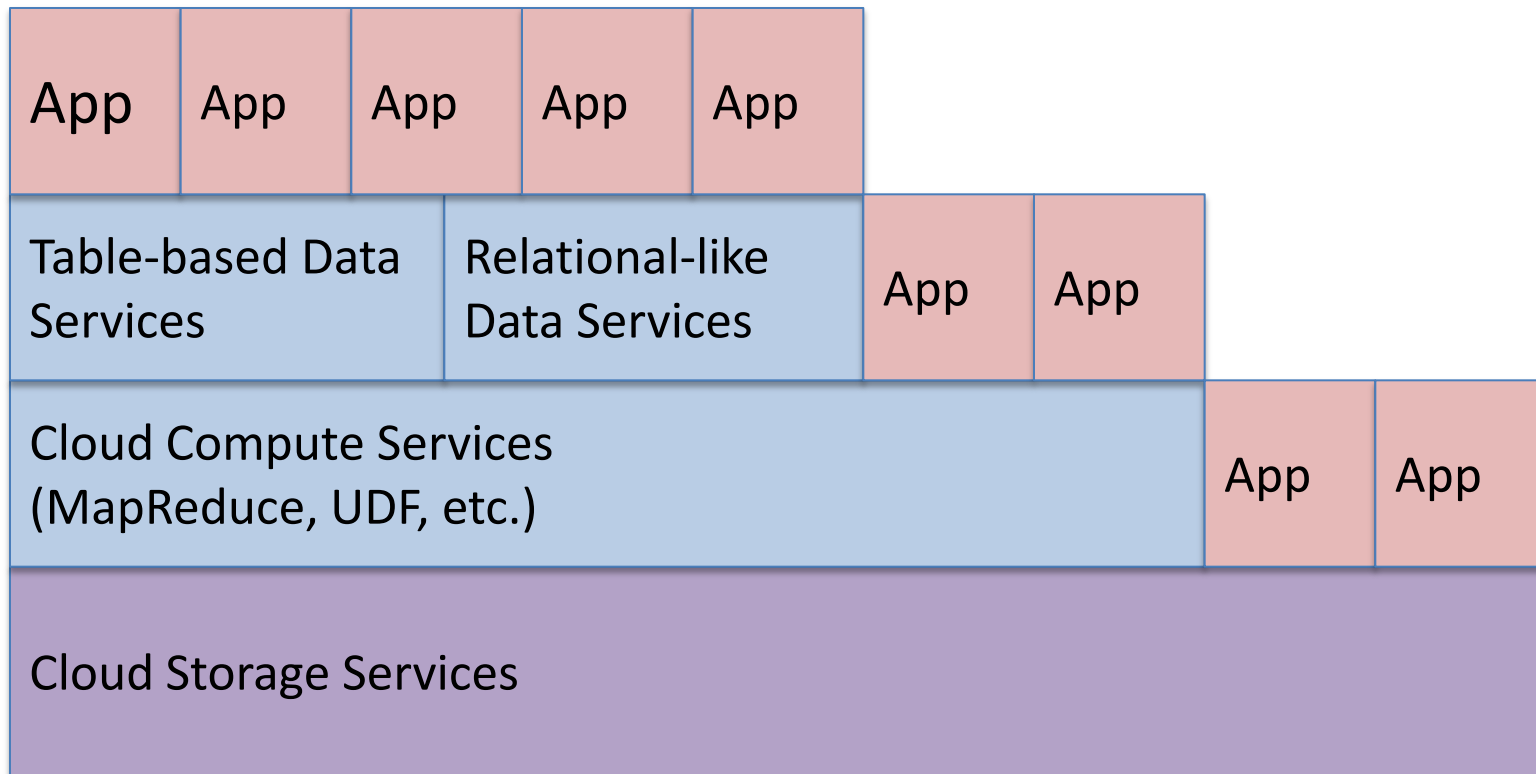 App
App
App
App
App
Table-based Data
Services
Relational-like
Data Services
App
App
Cloud Compute Services
(MapReduce, UDF, etc.)
App
App
Cloud Storage Services